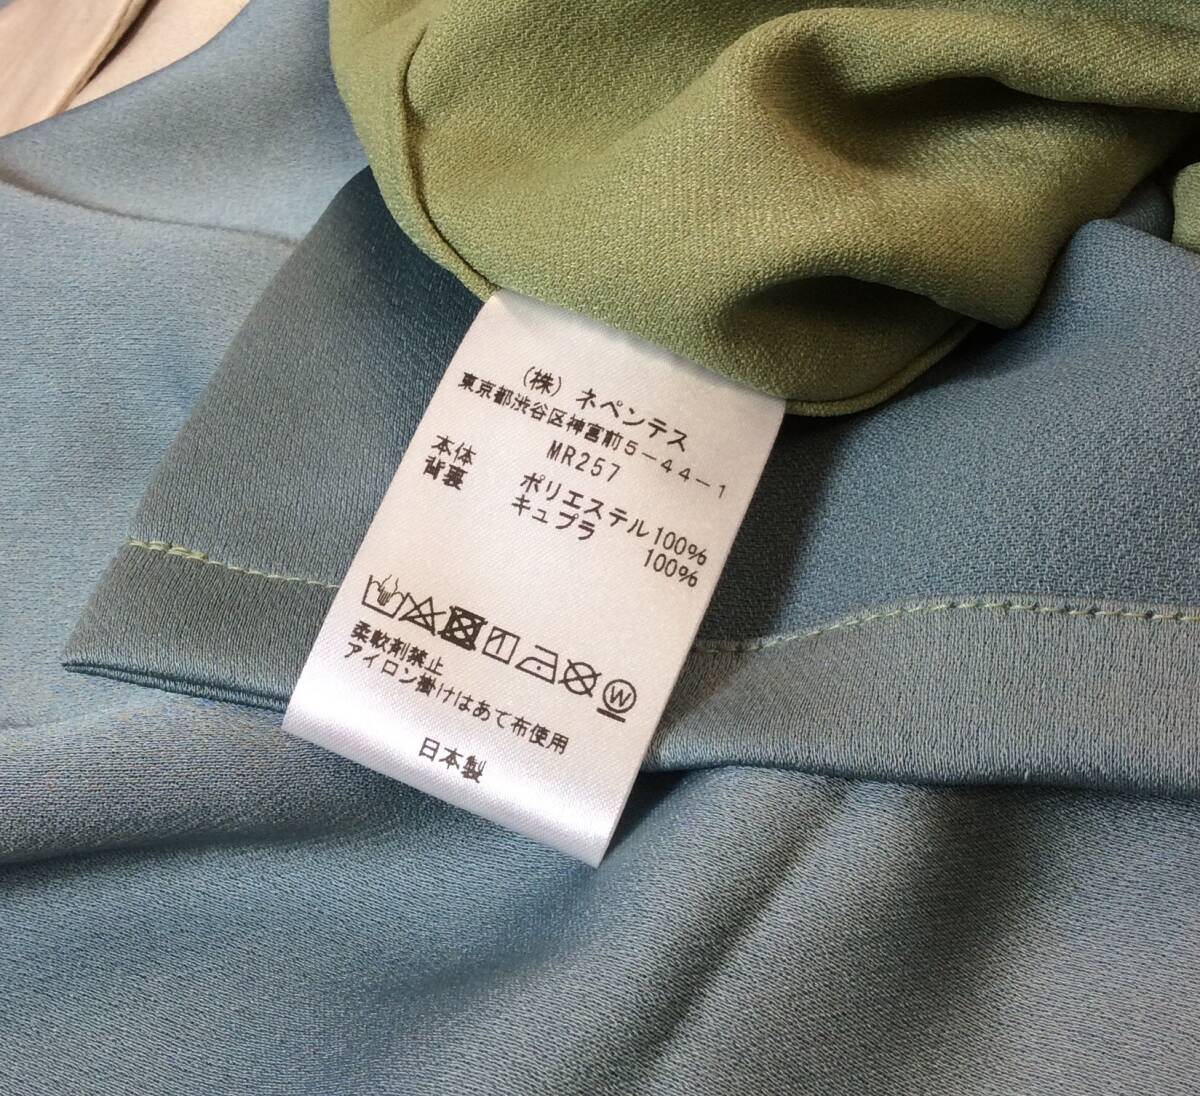 (株) ネペンテス
東京都渋谷区神宮前5-44-1
MR257
本体 ポリエステル100%
背裏 キュプラ 100%
W
柔軟剤禁止
アイロン掛けはあて布使用
日本製